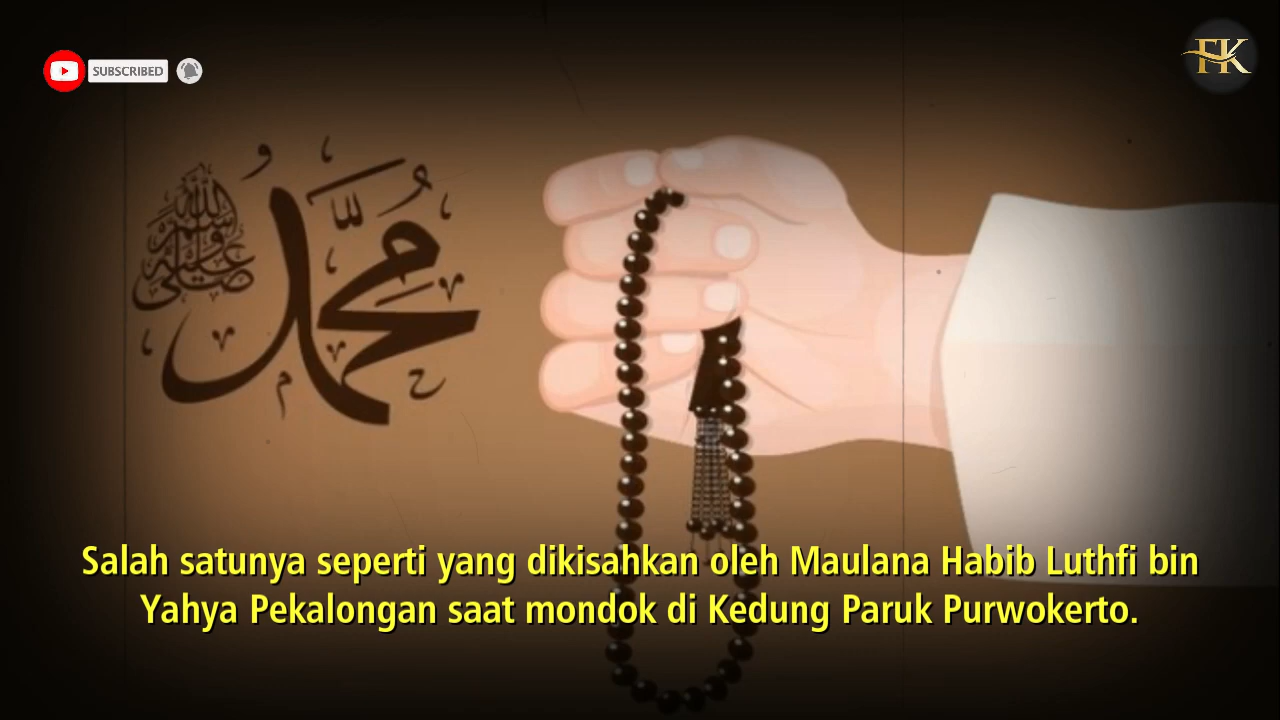 SUBSCRIBED
FK
محمد
صلى الله عليه وسلم
Salah satunya seperti yang dikisahkan oleh Maulana Habib Luthfi bin
Yahya Pekalongan saat mondok di Kedung Paruk Purwokerto.